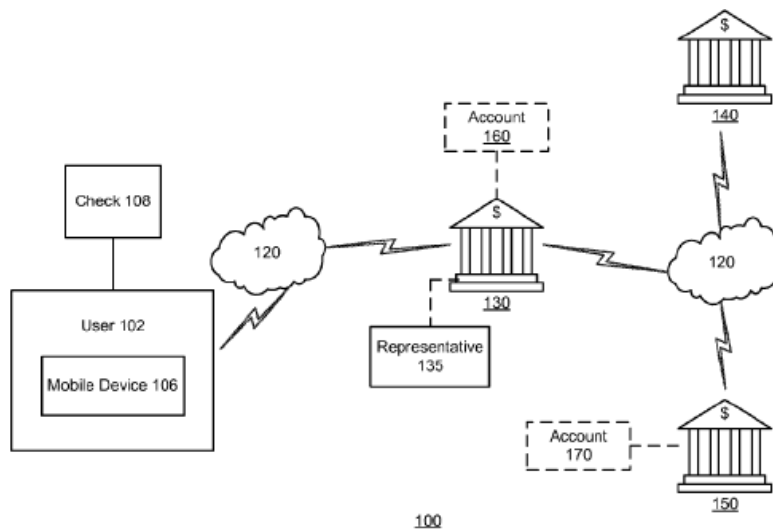 $
140
Account
160
Check 108
$
120
120
130
User 102
Representative
135
Mobile Device 106
$
Account
170
150
100